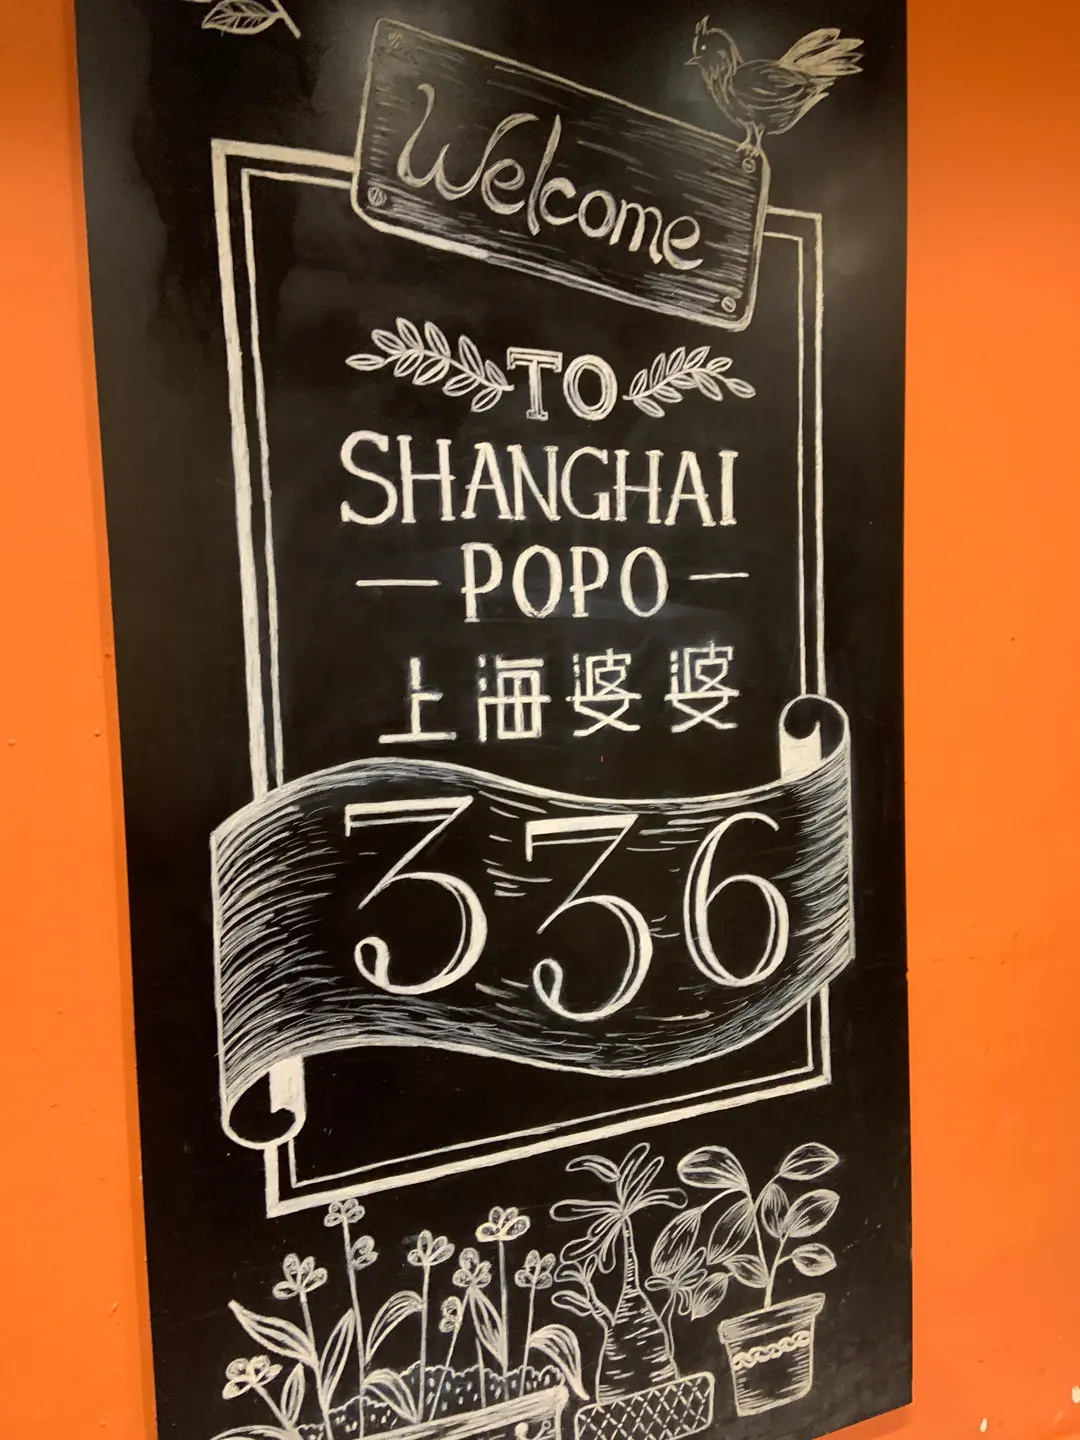 Welcome
TO
SHANGHAI
POPO
上海婆婆
336